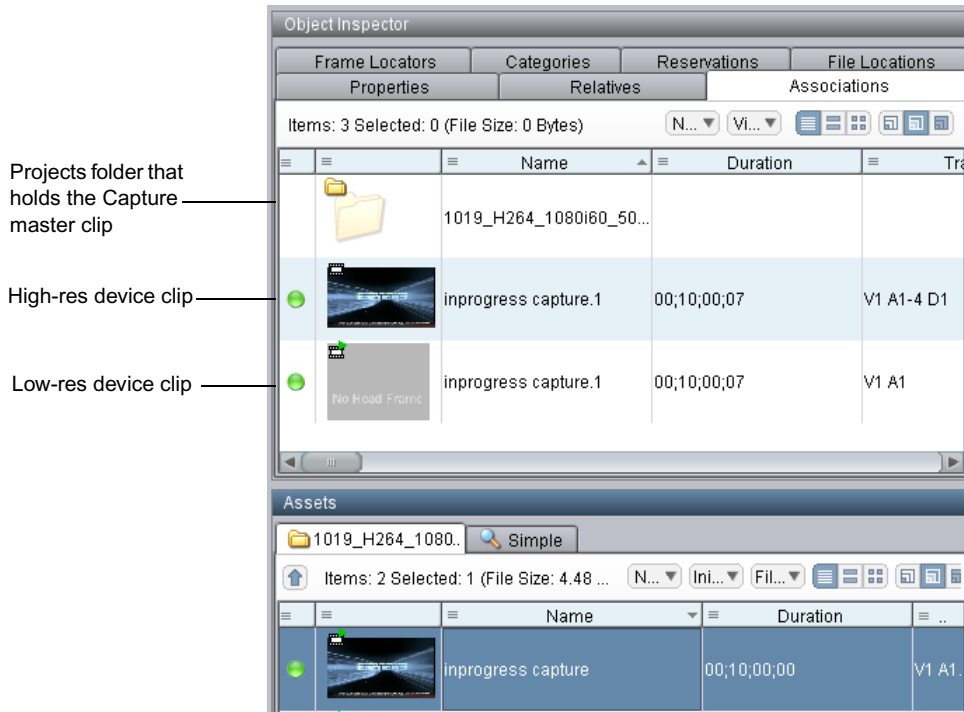 Object Inspector
Frame Locators Categories Reservations File Locations
Properties Relatives Associations
Items: 3 Selected: 0 (File Size: 0 Bytes) N... Vi...
Name Duration Tra
Projects folder that
holds the Capture
master clip
1019_H264_1080i60_50...
High-res device clip
inprogress capture.1 00;10;00;07 V1 A1-4 D1
Low-res device clip
No Head Frame
inprogress capture.1 00;10;00;07 V1 A1
Assets
1019_H264_1080.. Simple
Items: 2 Selected: 1 (File Size: 4.48 ... N... Ini... Fil...
Name Duration ..
inprogress capture 00;10;00;00 V1 A1.